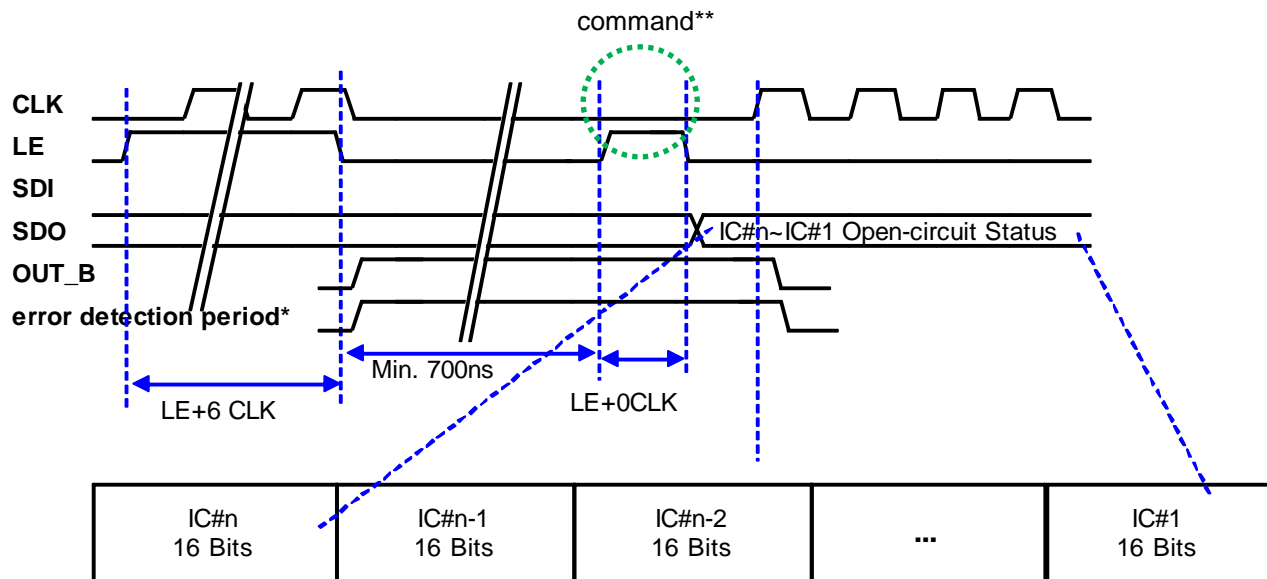 command**
CLK
LE
SDI
SDO
IC#n~IC#1 Open-circuit Status
OUT_B
error detection period*
Min. 700ns
LE+6 CLK
LE+0CLK
IC#n
16 Bits
IC#n-1
16 Bits
IC#n-2
16 Bits
...
IC#1
16 Bits